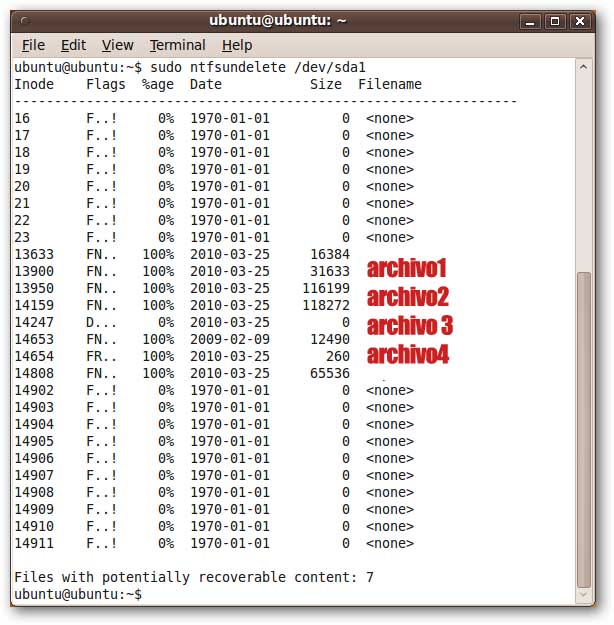 ubuntu@ubuntu: ~
File Edit View Terminal Help
ubuntu@ubuntu:~$ sudo ntfsundelete /dev/sda1
Inode    Flags  %age  Date           Size  Filename
---------------------------------------------------------------
16       F..!     0%  1970-01-01         0  <none>
17       F..!     0%  1970-01-01         0  <none>
18       F..!     0%  1970-01-01         0  <none>
19       F..!     0%  1970-01-01         0  <none>
20       F..!     0%  1970-01-01         0  <none>
21       F..!     0%  1970-01-01         0  <none>
22       F..!     0%  1970-01-01         0  <none>
23       F..!     0%  1970-01-01         0  <none>
13633    FN..   100%  2010-03-25     16384
13900    FN..   100%  2010-03-25     31633  archivo1
13950    FN..   100%  2010-03-25    116199  archivo2
14159    FN..   100%  2010-03-25    118272
14247    D...     0%  2010-03-25         0  archivo 3
14653    FN..   100%  2009-02-09     12490
14654    FR..   100%  2010-03-25       260  archivo4
14808    FN..   100%  2010-03-25     65536
14902    F..!     0%  1970-01-01         0  <none>
14903    F..!     0%  1970-01-01         0  <none>
14904    F..!     0%  1970-01-01         0  <none>
14905    F..!     0%  1970-01-01         0  <none>
14906    F..!     0%  1970-01-01         0  <none>
14907    F..!     0%  1970-01-01         0  <none>
14908    F..!     0%  1970-01-01         0  <none>
14909    F..!     0%  1970-01-01         0  <none>
14910    F..!     0%  1970-01-01         0  <none>
14911    F..!     0%  1970-01-01         0  <none>
Files with potentially recoverable content: 7
ubuntu@ubuntu:~$